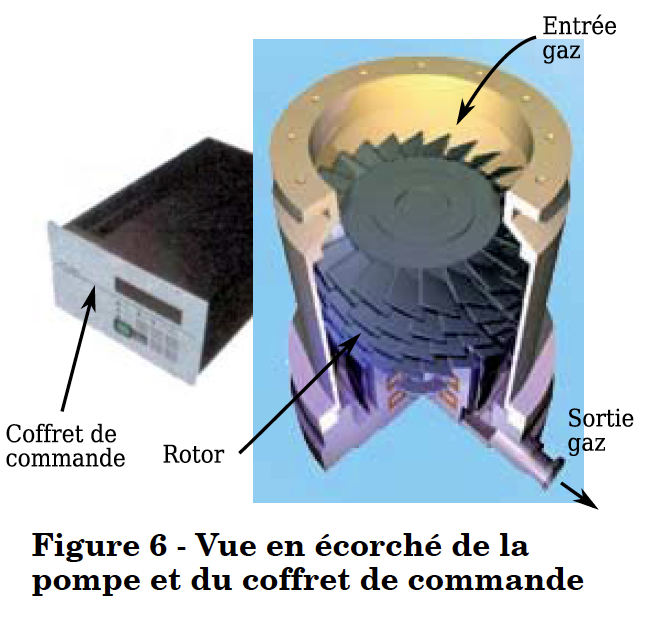 Entrée
gaz
Coffret de
commande
Rotor
Sortie
gaz
Figure 6 - Vue en écorché de la
pompe et du coffret de commande